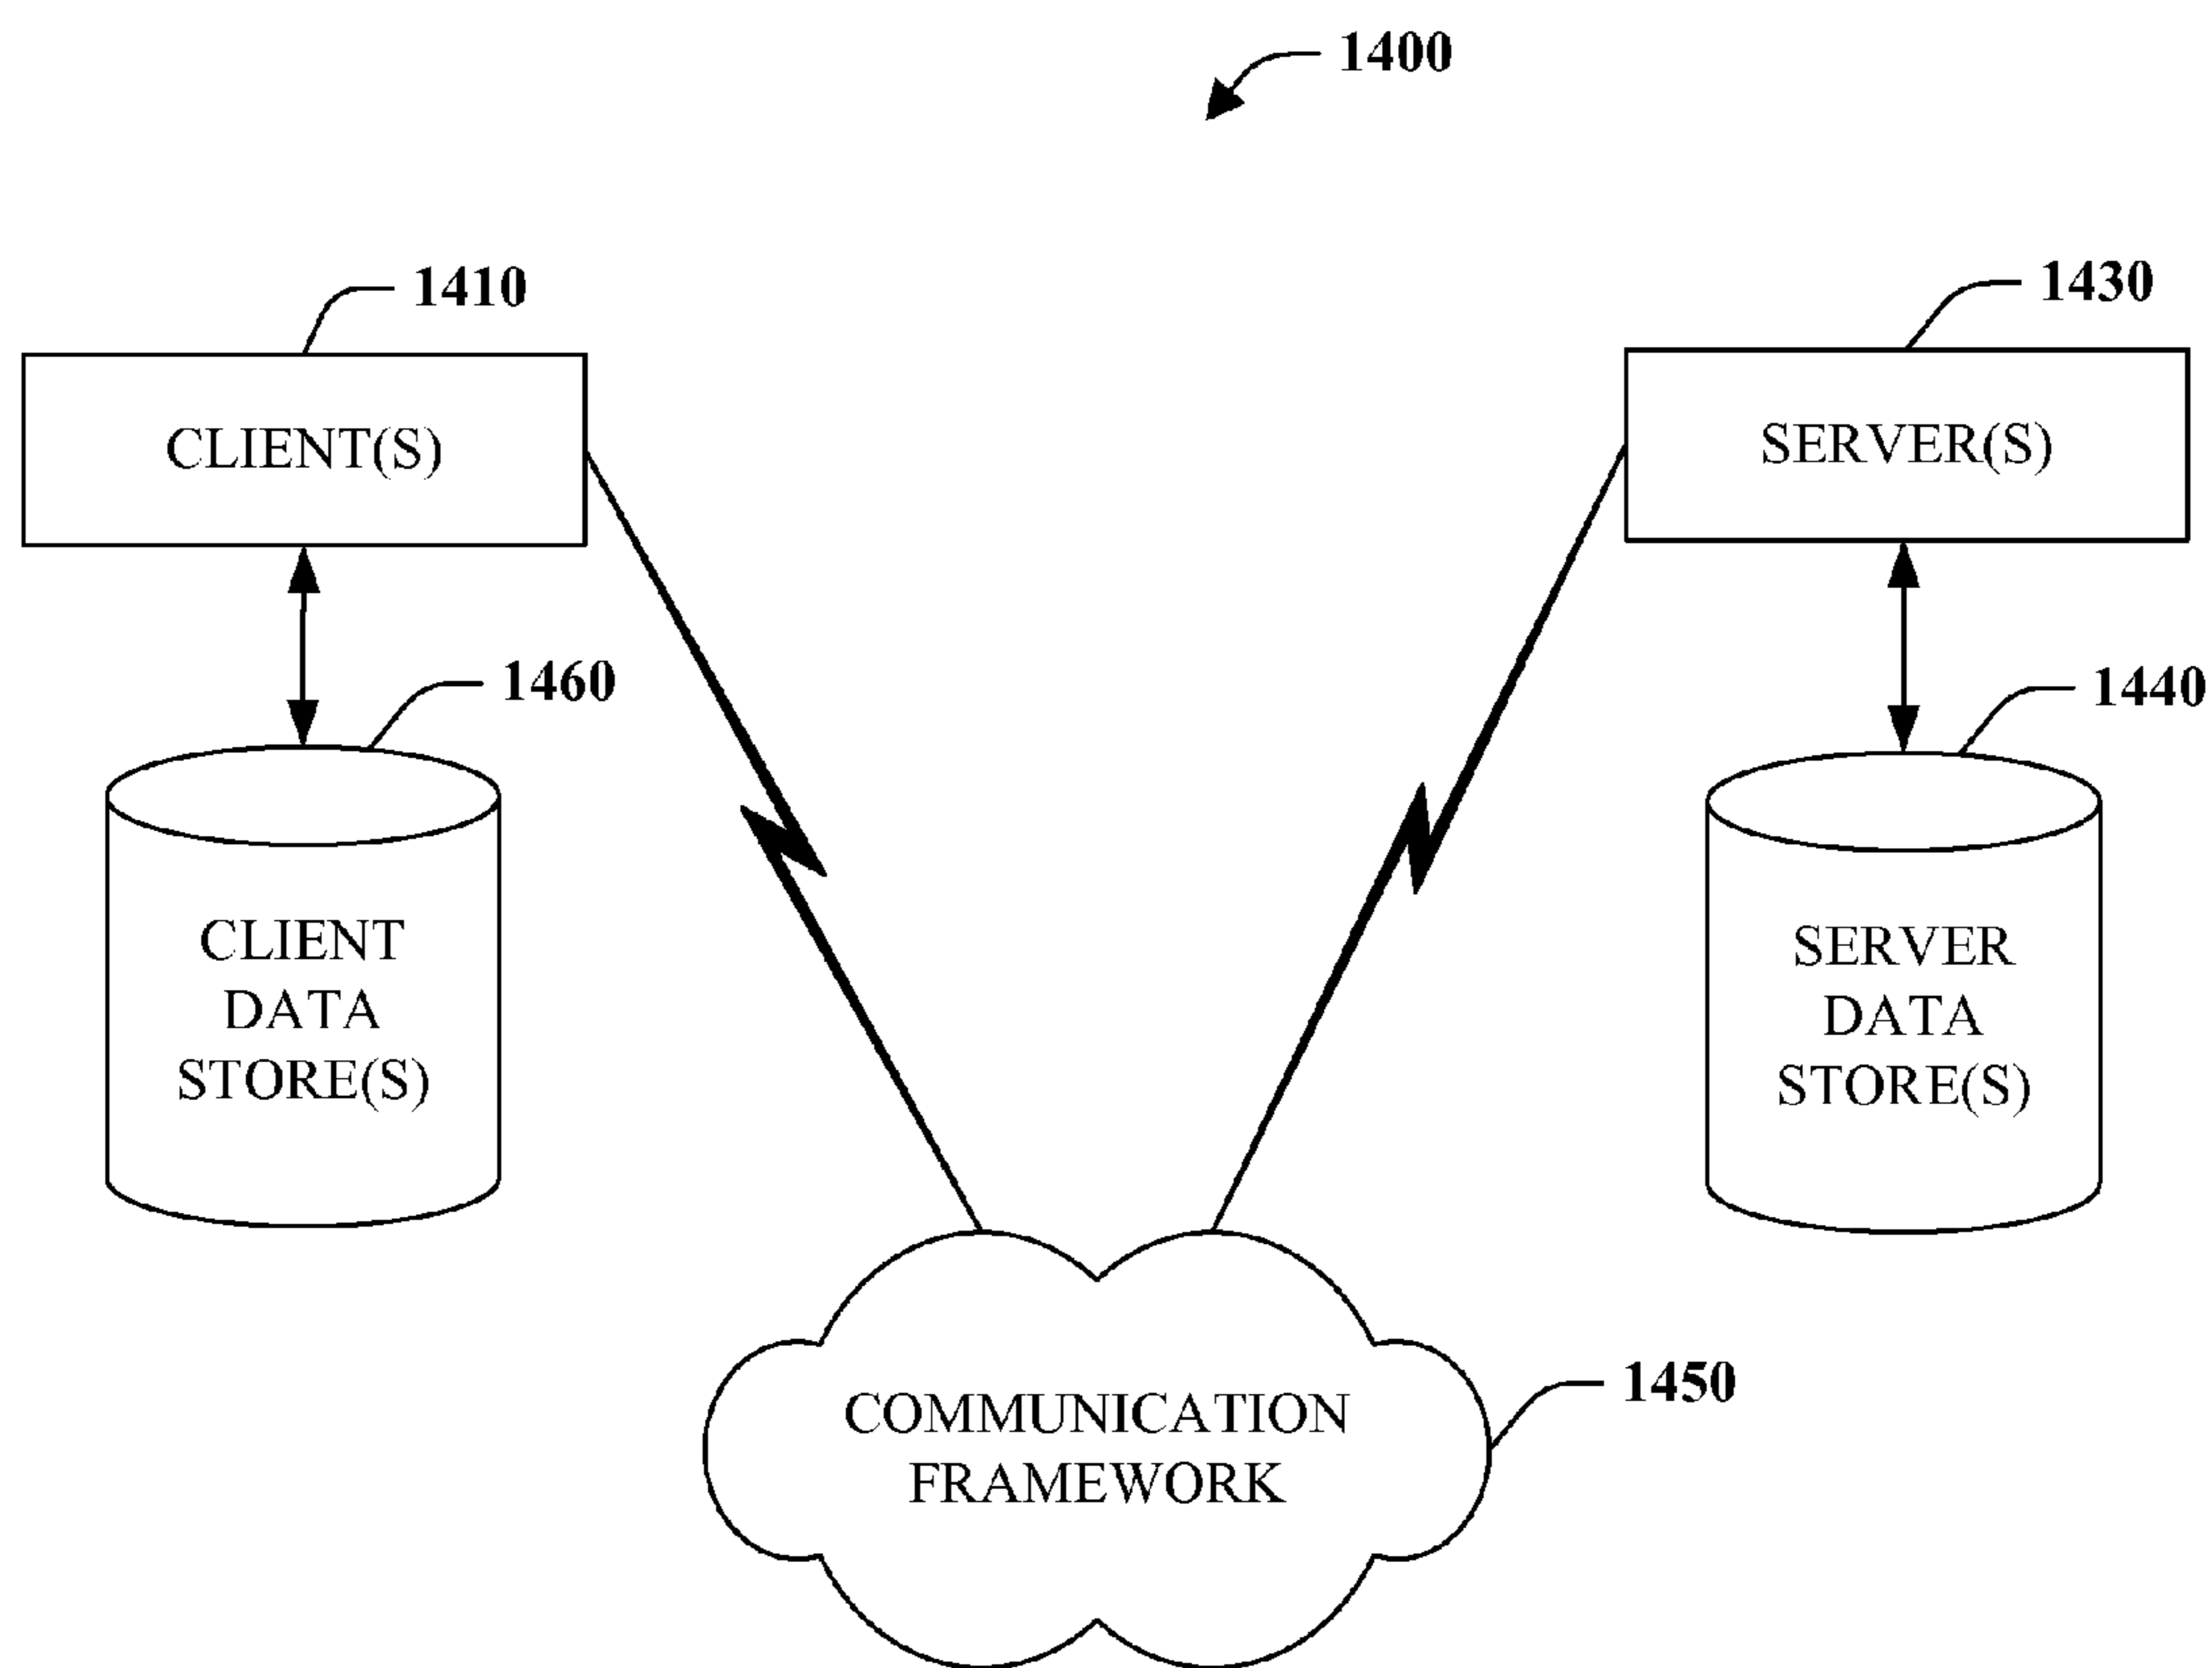 1400
1410
1430
CLIENT(S)
SERVER(S)
1460
1440
CLIENT
DATA
STORE(S)
SERVER
DATA
STORE(S)
1450
COMMUNICATION
FRAMEWORK